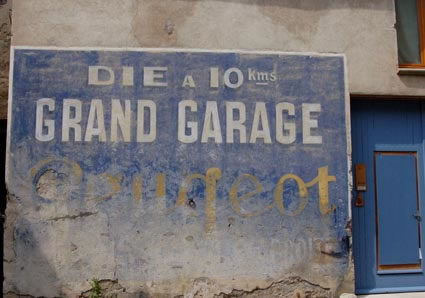 DIE A 10 kms
GRAND GARAGE
Peugeot